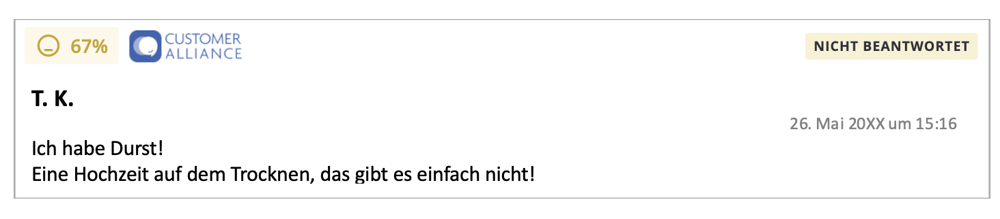 67%
CUSTOMER
ALLIANCE
NICHT BEANTWORTET
T. K.
26. Mai 20XX um 15:16
Ich habe Durst!
Eine Hochzeit auf dem Trocknen, das gibt es einfach nicht!